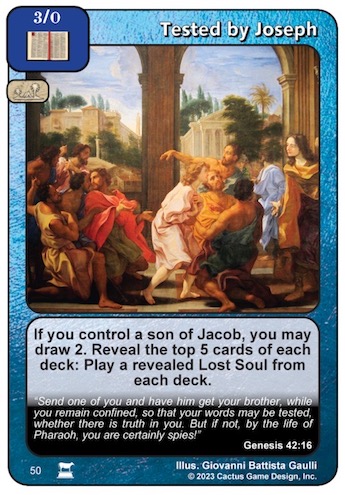 3/0
Tested by Joseph
If you control a son of Jacob, you may
draw 2. Reveal the top 5 cards of each
deck: Play a revealed Lost Soul from
each deck.
“Send one of you and have him get your brother, while
you remain confined, so that your words may be tested,
whether there is truth in you. But if not, by the life of
Pharaoh, you are certainly spies!”
Genesis 42:16
50
Illus. Giovanni Battista Gaulli
© 2023 Cactus Game Design, Inc.